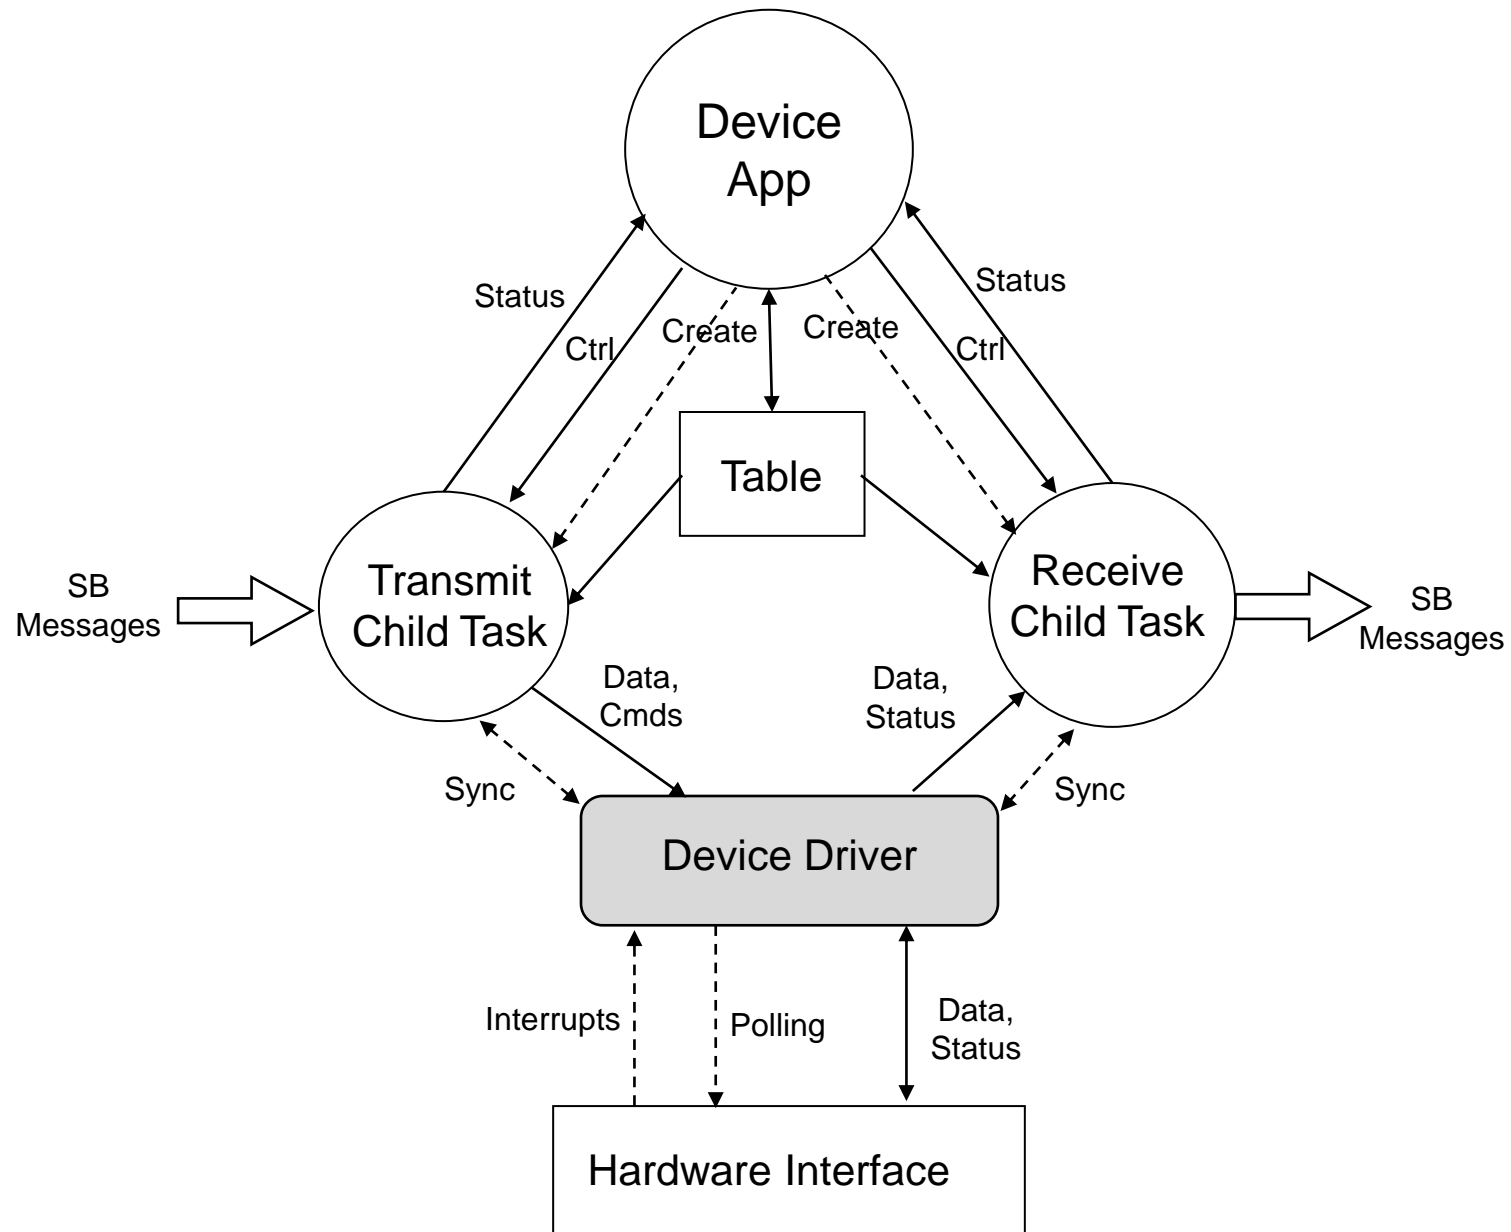 Device
App
Status
Status
Create
Create
Ctrl
Ctrl
Table
SB
Messages
Transmit
Child Task
Receive
Child Task
SB
Messages
Data,
Cmds
Data,
Status
Sync
Sync
Device Driver
Interrupts
Polling
Data,
Status
Hardware Interface